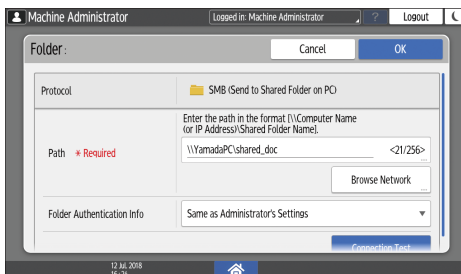 Machine Administrator
Logged in: Machine Administrator
?
Logout
Folder :
Cancel
OK
Protocol
SMB (Send to Shared Folder on PC)
Enter the path in the format [\\Computer Name
(or IP Address)\Shared Folder Name].
Path * Required
\\YamadaPC\shared_doc
<21/256>
Browse Network
Folder Authentication Info
Same as Administrator's Settings
Connection Test
12 Jul. 2018